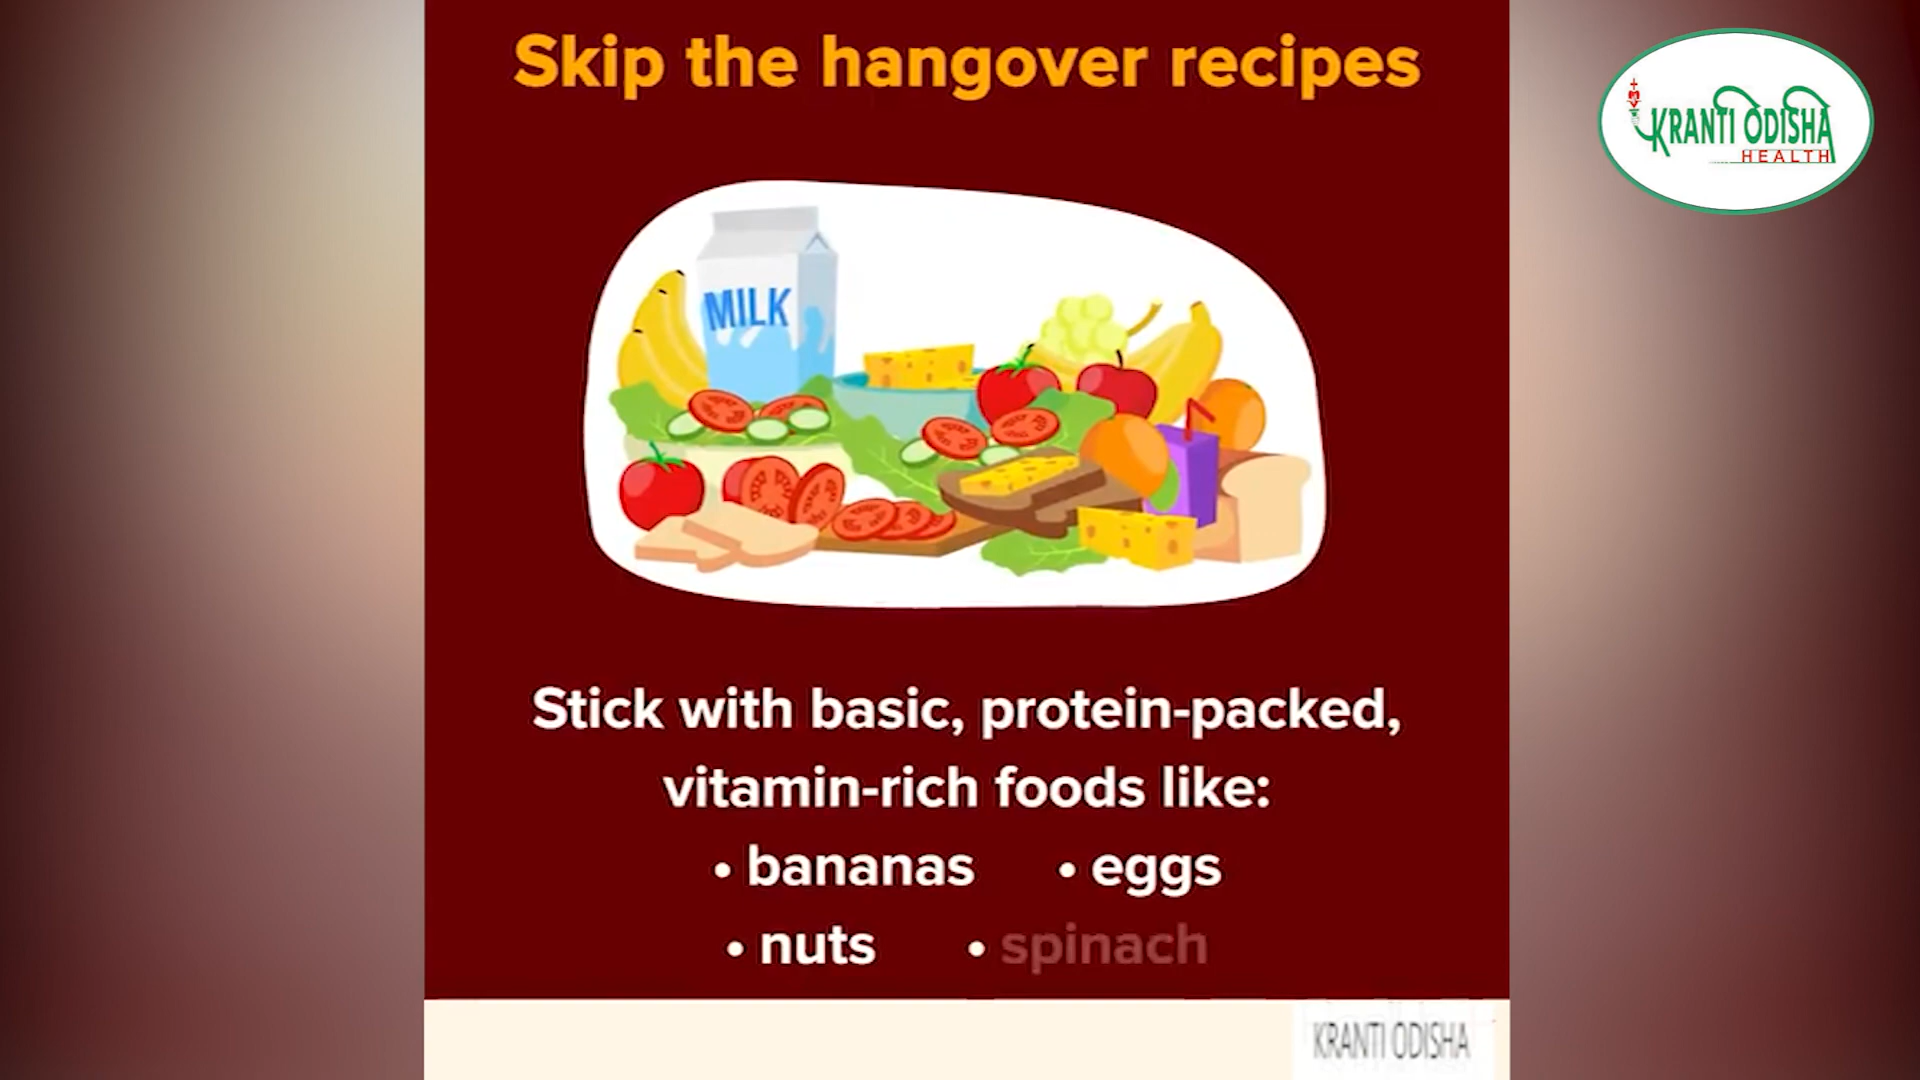 Skip the hangover recipes
KRANTI ODISHA
HEALTH
MILK
Stick with basic, protein-packed,
vitamin-rich foods like:
• bananas • eggs
• nuts • spinach
KRANTI ODISHA